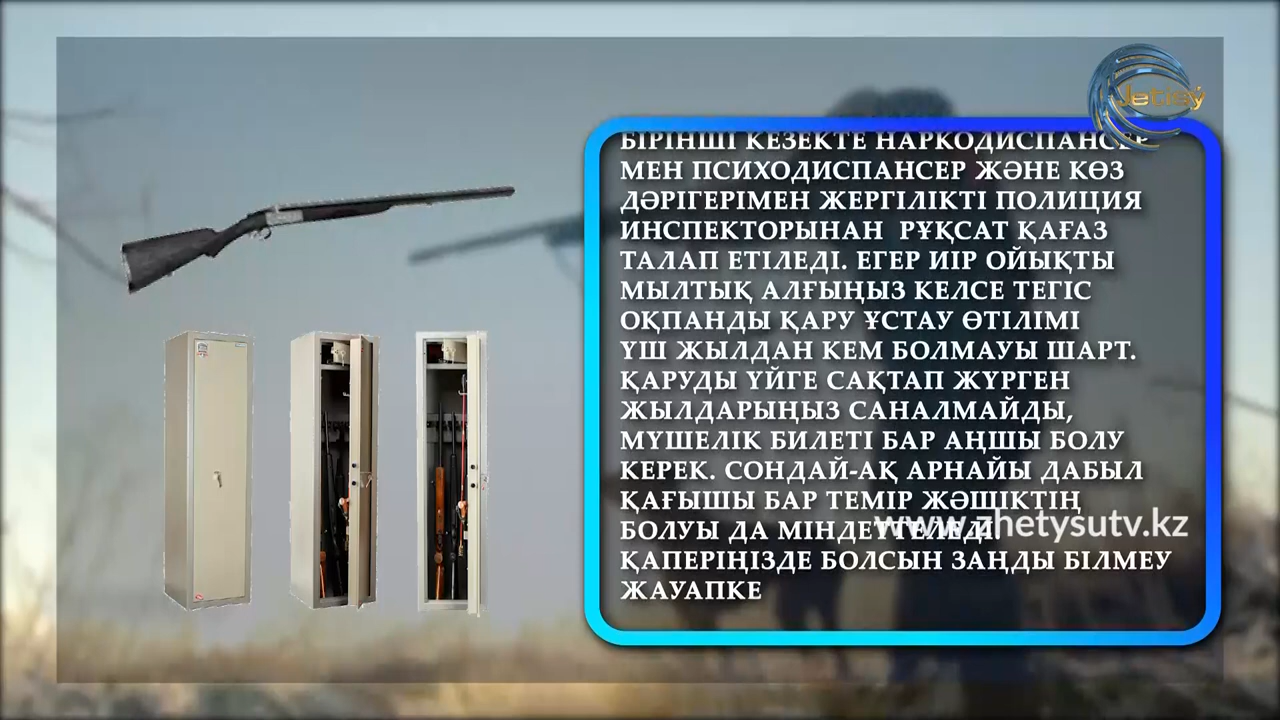 Jetisý
БІРІНШІ КЕЗЕКТЕ НАРКОДИСПАНСЕР
МЕН ПСИХОДИСПАНСЕР ЖӘНЕ КӨЗ
ДӘРІГЕРІМЕН ЖЕРГІЛІКТІ ПОЛИЦИЯ
ИНСПЕКТОРЫНАН РҰҚСАТ ҚАҒАЗ
ТАЛАП ЕТІЛЕДІ. ЕГЕР ИІР ОЙЫҚТЫ
МЫЛТЫҚ АЛҒЫҢЫЗ КЕЛСЕ ТЕГІС
ОҚПАНДЫ ҚАРУ ҰСТАУ ӨТІЛІМІ
ҮШ ЖЫЛДАН КЕМ БОЛМАУЫ ШАРТ.
ҚАРУДЫ ҮЙГЕ САҚТАП ЖҮРГЕН
ЖЫЛДАРЫҢЫЗ САНАЛМАЙДЫ,
МҮШЕЛІК БИЛЕТІ БАР АҢШЫ БОЛУ
КЕРЕК. СОНДАЙ-АҚ АРНАЙЫ ДАБЫЛ
ҚАҒЫШЫ БАР ТЕМІР ЖӘШІКТІҢ
БОЛУЫ ДА МІНДЕТТЕЛЕДІ.
www.zhetysutv.kz
ҚАПЕРІҢІЗДЕ БОЛСЫН ЗАҢДЫ БІЛМЕУ
ЖАУАПКЕ